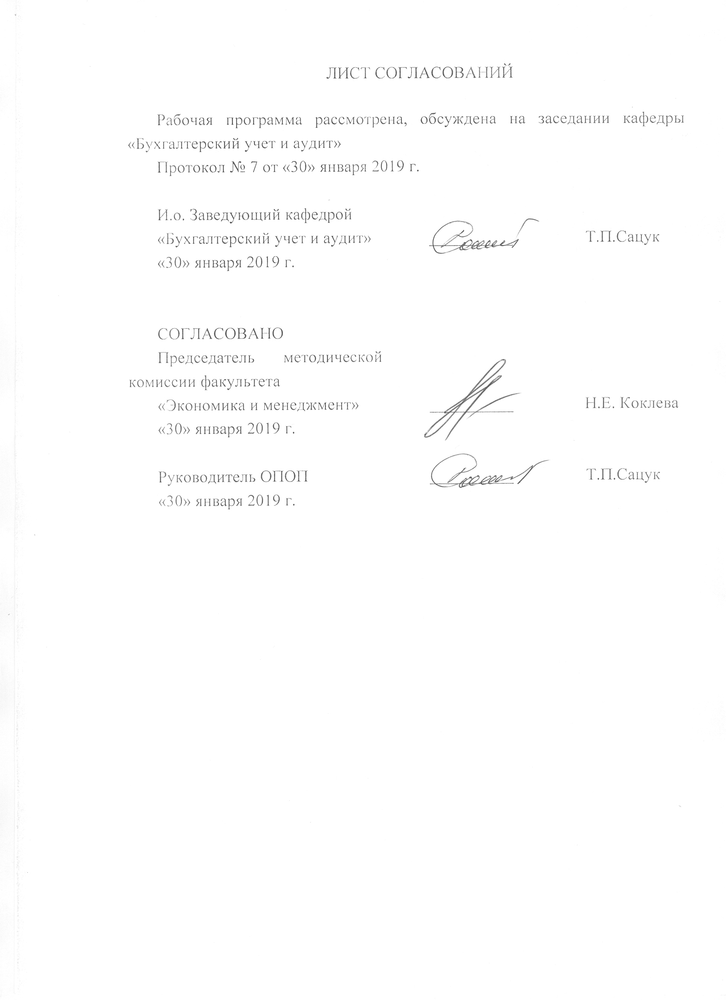 ЛИСТ СОГЛАСОВАНИЙ
Рабочая программа рассмотрена, обсуждена на заседании кафедры
«Бухгалтерский учет и аудит»
Протокол № 7 от «30» января 2019 г.
И.о. Заведующий кафедрой
«Бухгалтерский учет и аудит» Т.П.Сацук
«30» января 2019 г.
СОГЛАСОВАНО
Председатель методической
комиссии факультета
«Экономика и менеджмент» Н.Е. Коклева
«30» января 2019 г.
Руководитель ОПОП Т.П.Сацук
«30» января 2019 г.